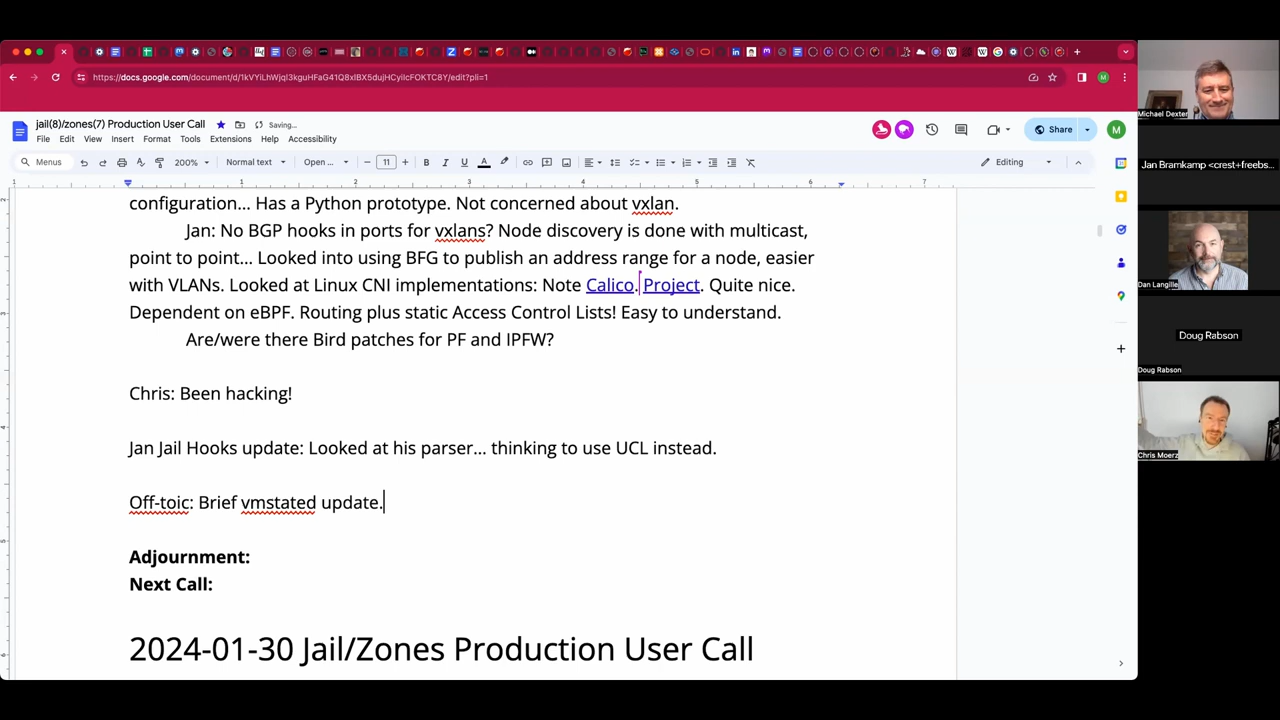 https://docs.google.com/document/d/1kVYiLhWjqI3kguHFaG41Q8xlBX5dujHCyiIcFOKTC8Y/edit?pli=1
jail(8)/zones(7) Production User Call
Saving...
File Edit View Insert Format Tools Extensions Help Accessibility
Share
M
Menus
200%
Normal text
Open ...
11
B I U A
Editing
configuration... Has a Python prototype. Not concerned about vxlan.
Jan: No BGP hooks in ports for vxlans? Node discovery is done with multicast,
point to point... Looked into using BFG to publish an address range for a node, easier
with VLANs. Looked at Linux CNI implementations: Note Calico. Project. Quite nice.
Dependent on eBPF. Routing plus static Access Control Lists! Easy to understand.
Are/were there Bird patches for PF and IPFW?
Chris: Been hacking!
Jan Jail Hooks update: Looked at his parser... thinking to use UCL instead.
Off-toic: Brief vmstated update.
Adjournment:
Next Call:
2024-01-30 Jail/Zones Production User Call
Michael Dexter
Jan Bramkamp <crest+freebs...
Dan Langille
Doug Rabson
Doug Rabson
Chris Moerz